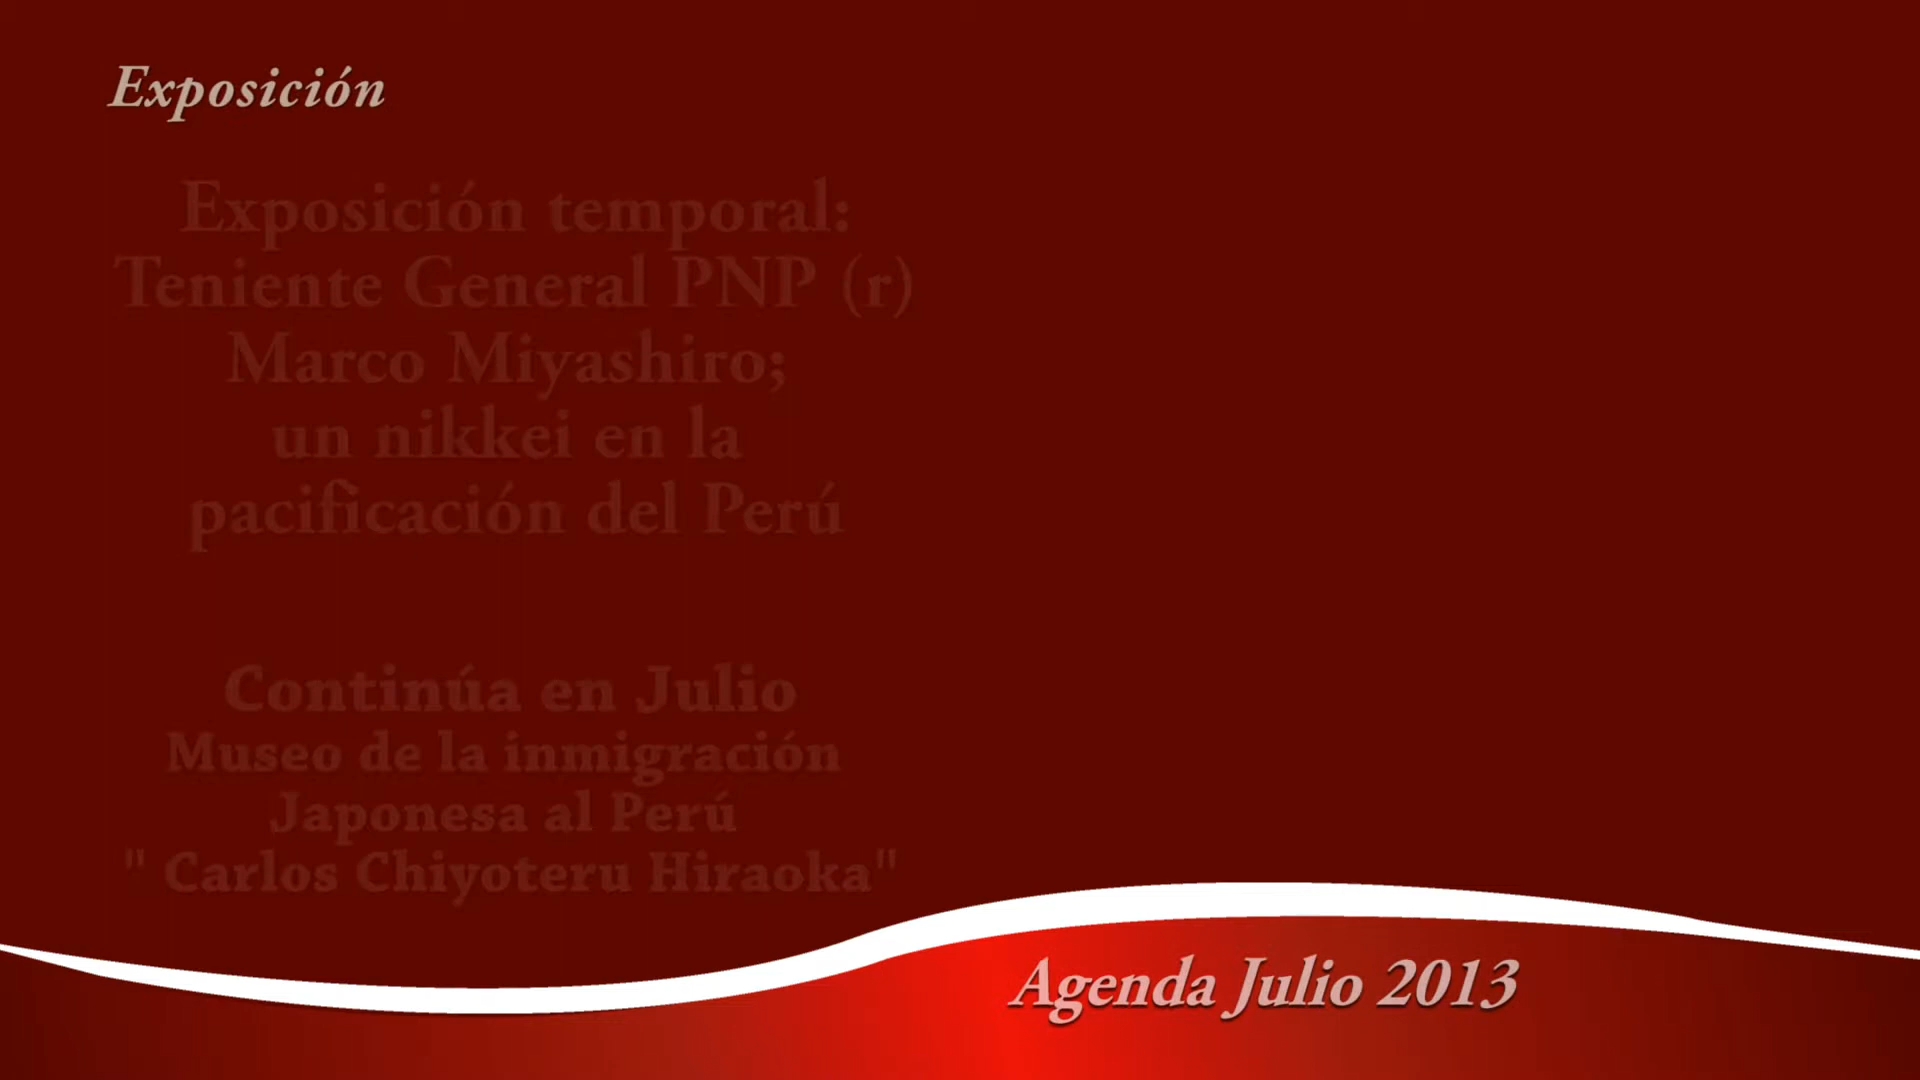 Exposición
Exposición temporal:
Teniente General PNP (r)
Marco Miyashiro;
un nikkei en la
pacificación del Perú
Continúa en Julio
Museo de la inmigración
Japonesa al Perú
" Carlos Chiyoteru Hiraoka"
Agenda Julio 2013